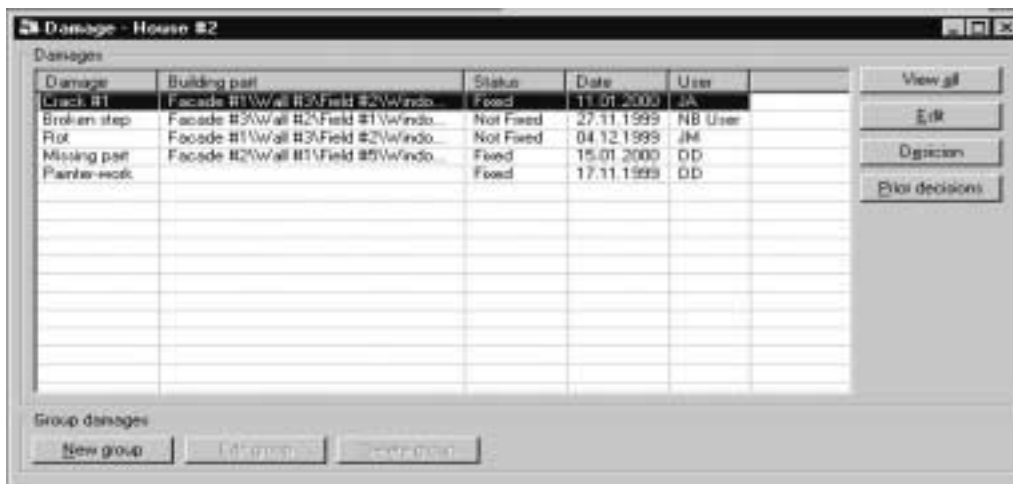 Damage - House #2
Damages
Damage Building part Status Date User
Crack #1 Facade #1\Wall #3\Field #2\Windo... Fixed 11.01.2000 JA
Broken step Facade #3\Wall #2\Field #1\Windo... Not Fixed 27.11.1999 NB User
Rot Facade #1\Wall #3\Field #2\Windo... Not Fixed 04.12.1999 JM
Missing part Facade #2\Wall #1\Field #5\Windo... Fixed 15.01.2000 DD
Painter-work Fixed 17.11.1999 DD
View all
Edit
Prior decisions
Group damages
New group Edit group Delete group